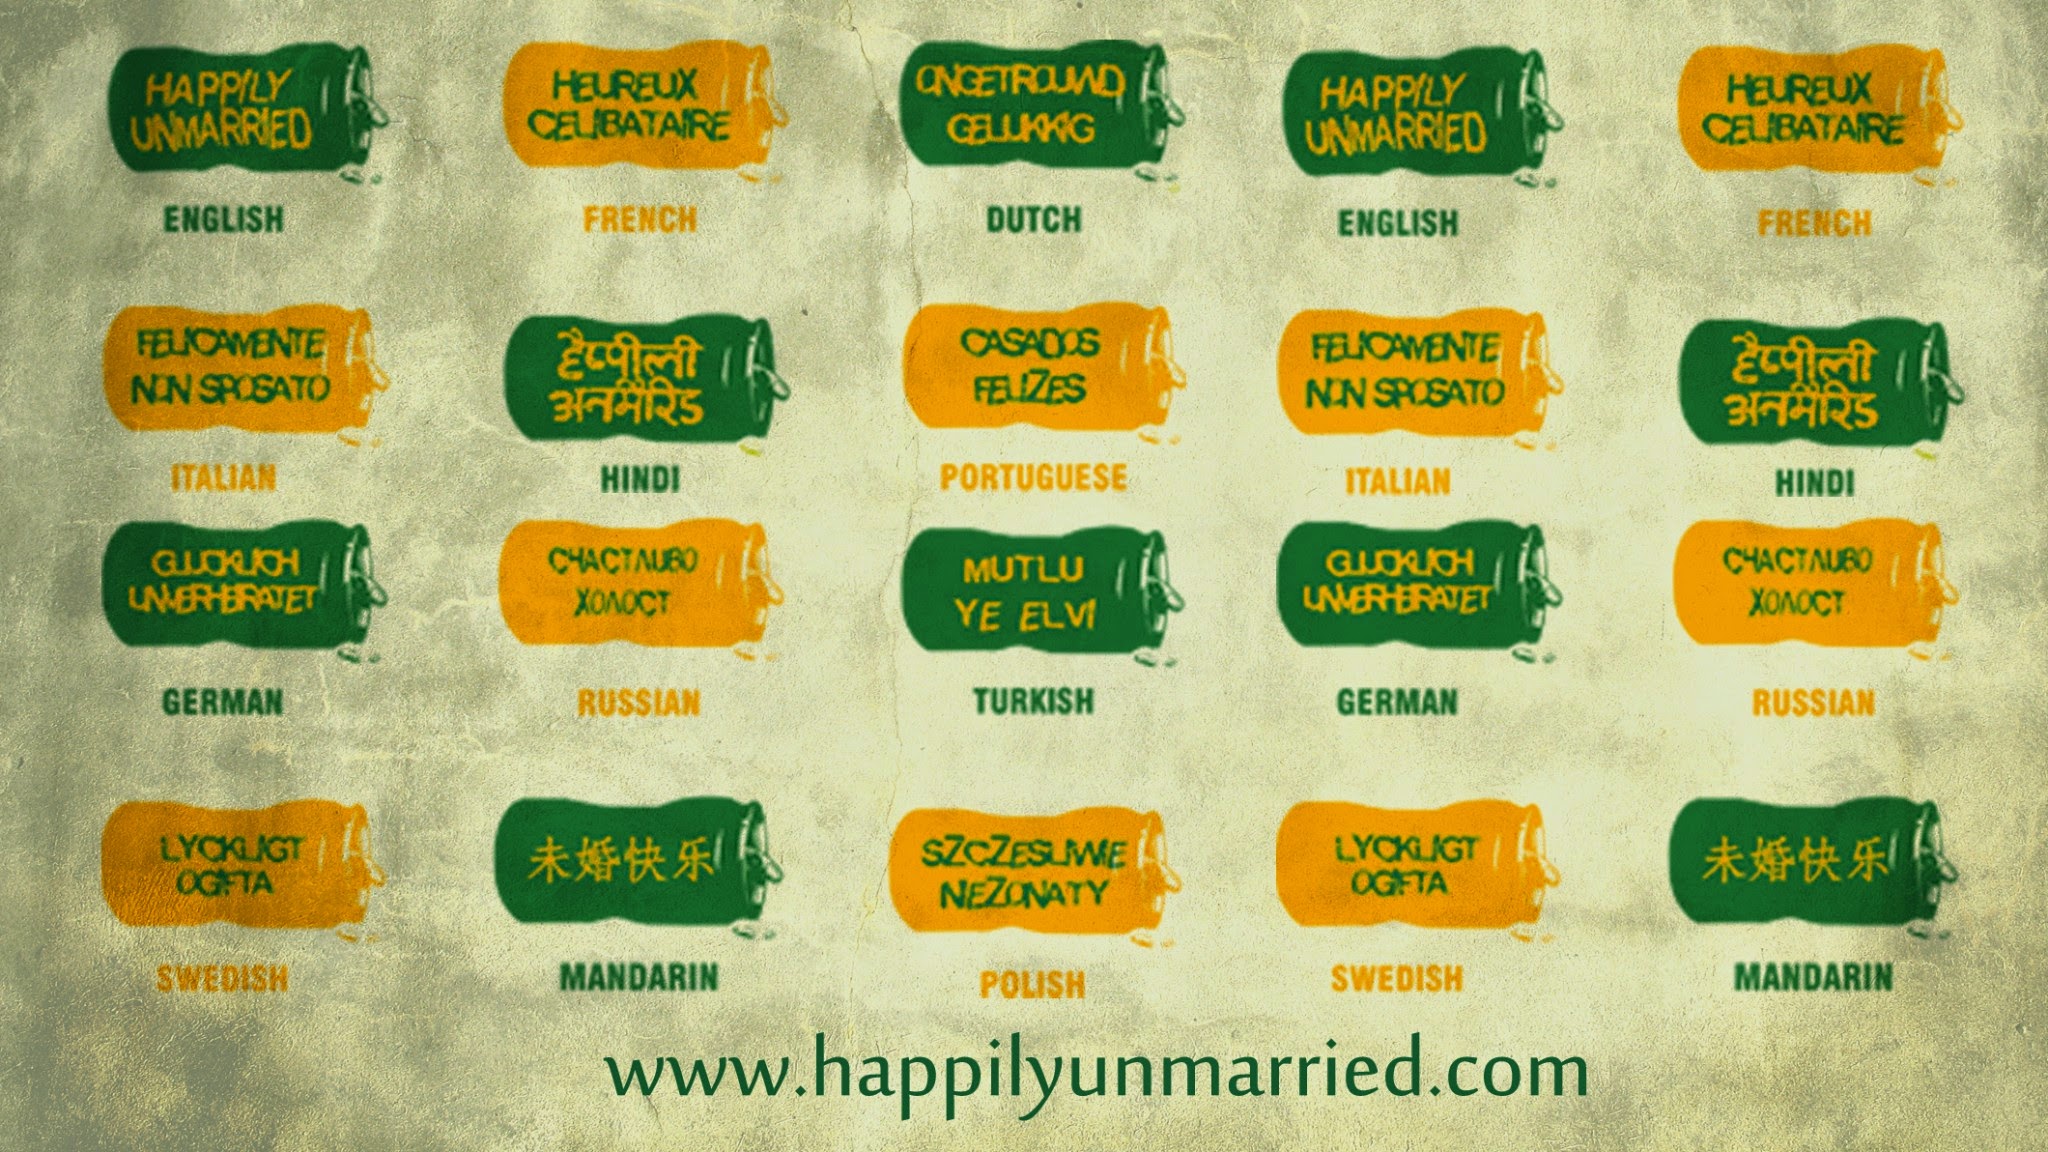 HAPPILY
UNMARRIED
ENGLISH
HEUREUX
CELIBATAIRE
FRENCH
ONGETROUWD
GELUKKIG
DUTCH
HAPPILY
UNMARRIED
ENGLISH
HEUREUX
CELIBATAIRE
FRENCH
FELICAMENTE
NON SPOSATO
ITALIAN
हैप्पीली
अनमैरिड
HINDI
CASADOS
FELIZES
PORTUGUESE
FELICAMENTE
NON SPOSATO
ITALIAN
हैप्पीली
अनमैरिड
HINDI
GLUCKLICH
UNVERHEIRATET
GERMAN
СЧАСТЛИВО
ХОЛОСТ
RUSSIAN
MUTLU
YE ELVI
TURKISH
GLUCKLICH
UNVERHEIRATET
GERMAN
СЧАСТЛИВО
ХОЛОСТ
RUSSIAN
LYCKLIGT
OGIFTA
SWEDISH
未婚快乐
MANDARIN
SZCZESLIWIE
NIEZONATY
POLISH
LYCKLIGT
OGIFTA
SWEDISH
未婚快乐
MANDARIN
www.happilyunmarried.com